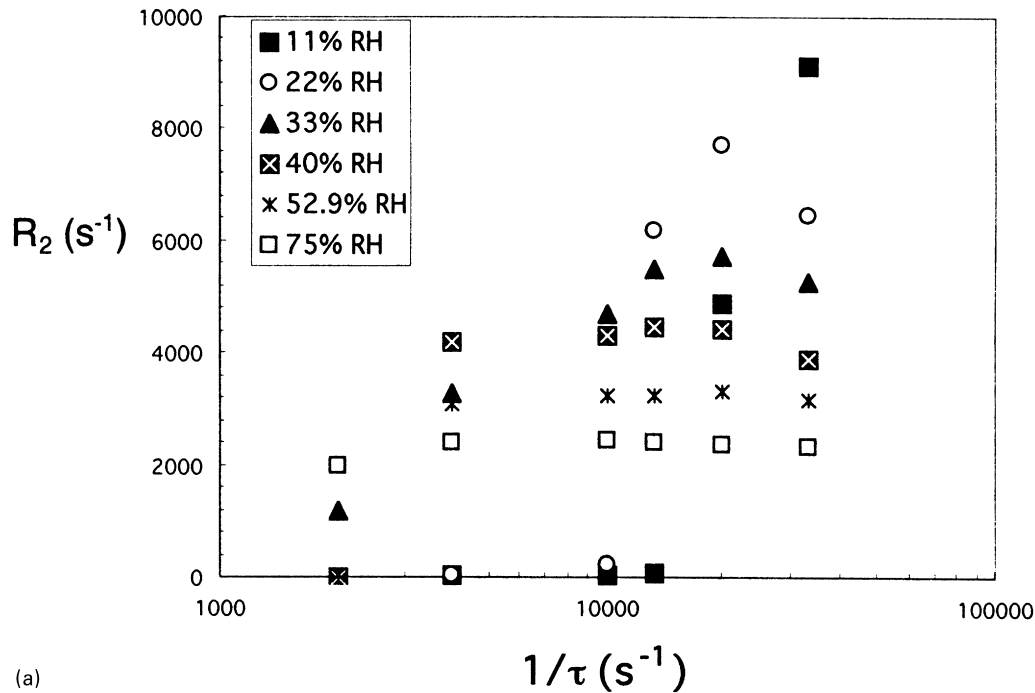 10000
8000
6000
4000
2000
0
R₂ (s⁻¹)
11% RH
22% RH
33% RH
40% RH
52.9% RH
75% RH
1000
10000
100000
1/τ (s⁻¹)
(a)